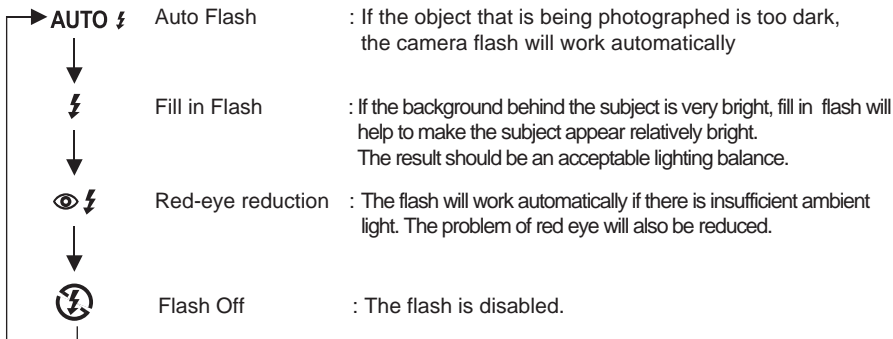 AUTO Auto Flash : If the object that is being photographed is too dark,
the camera flash will work automatically
Fill in Flash : If the background behind the subject is very bright, fill in flash will
help to make the subject appear relatively bright.
The result should be an acceptable lighting balance.
Red-eye reduction : The flash will work automatically if there is insufficient ambient
light. The problem of red eye will also be reduced.
Flash Off : The flash is disabled.